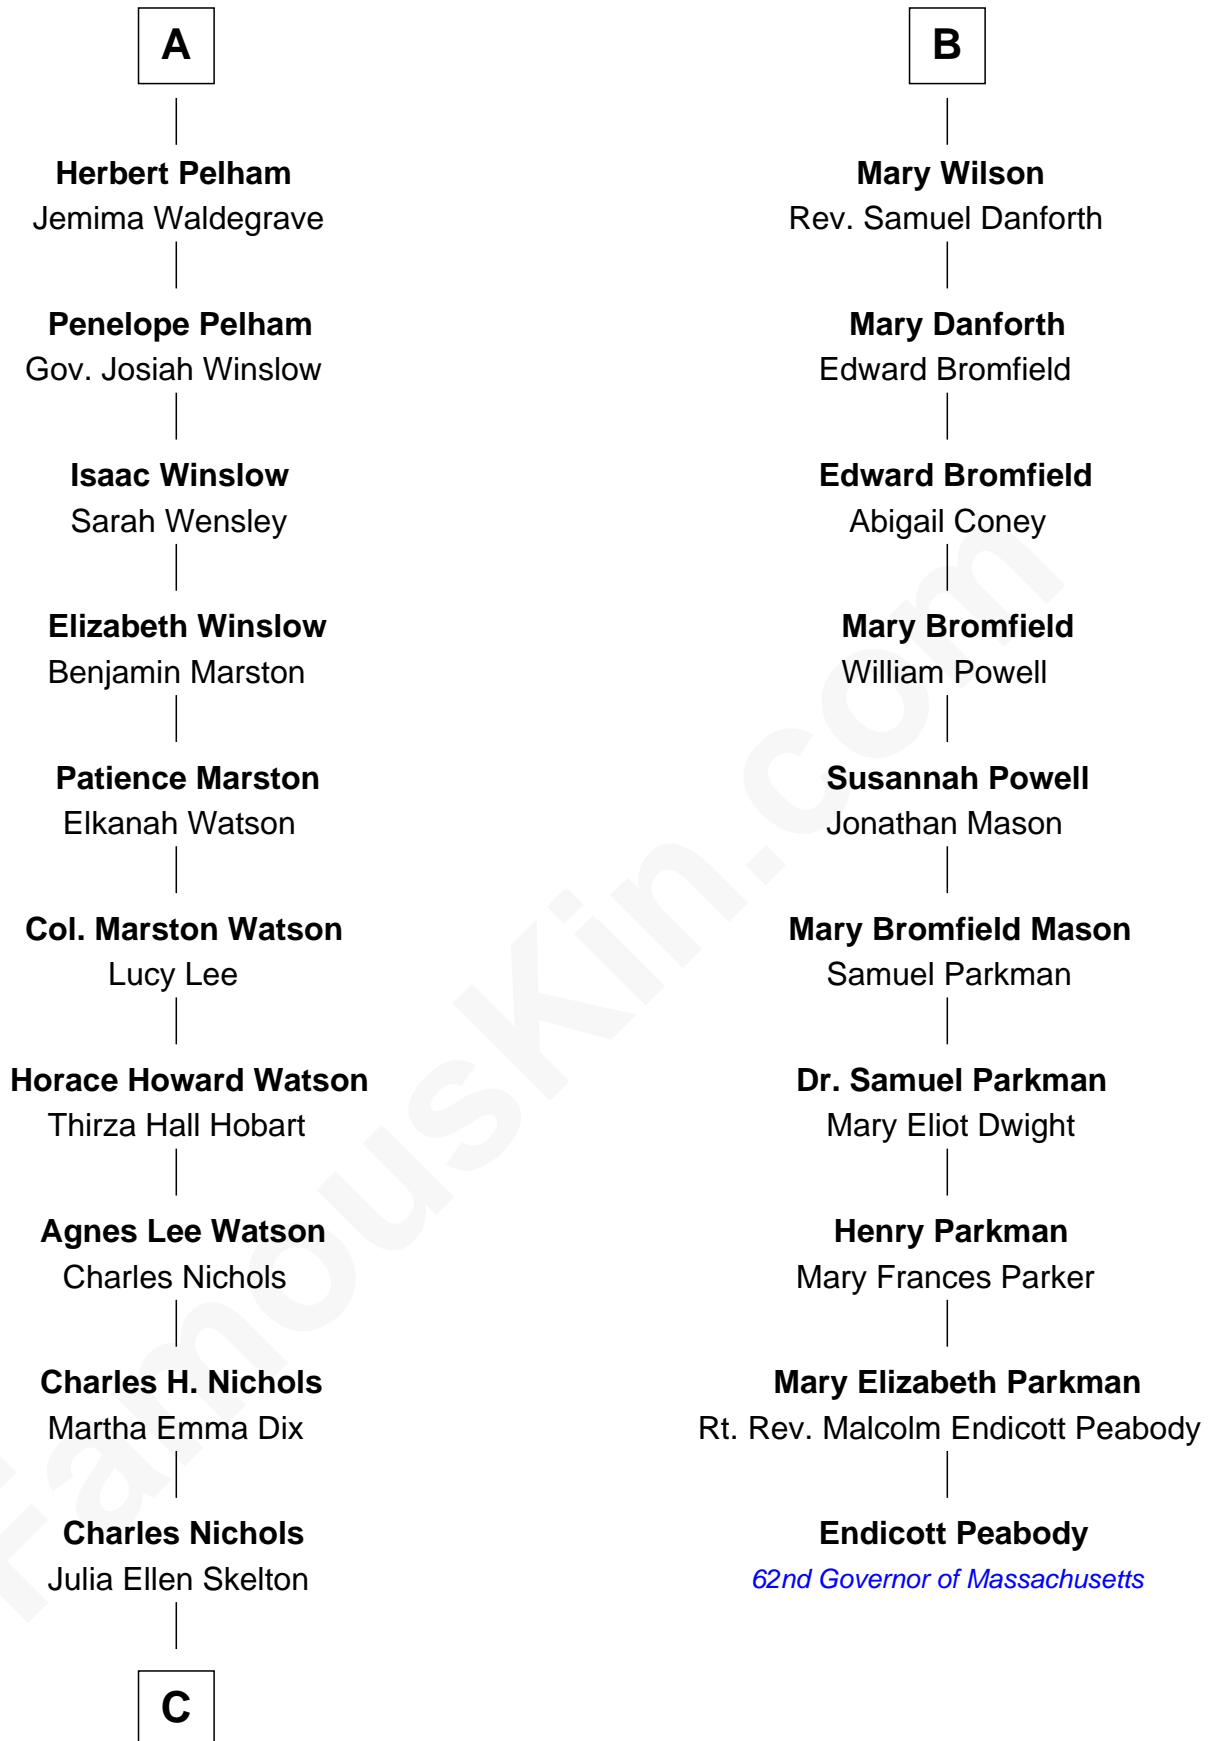 A
Herbert Pelham
Jemima Waldegrave
Penelope Pelham
Gov. Josiah Winslow
Isaac Winslow
Sarah Wensley
Elizabeth Winslow
Benjamin Marston
Patience Marston
Elkanah Watson
Col. Marston Watson
Lucy Lee
Horace Howard Watson
Thirza Hall Hobart
Agnes Lee Watson
Charles Nichols
Charles H. Nichols
Martha Emma Dix
Charles Nichols
Julia Ellen Skelton
C
B
Mary Wilson
Rev. Samuel Danforth
Mary Danforth
Edward Bromfield
Edward Bromfield
Abigail Coney
Mary Bromfield
William Powell
Susannah Powell
Jonathan Mason
Mary Bromfield Mason
Samuel Parkman
Dr. Samuel Parkman
Mary Eliot Dwight
Henry Parkman
Mary Frances Parker
Mary Elizabeth Parkman
Rt. Rev. Malcolm Endicott Peabody
Endicott Peabody
62nd Governor of Massachusetts
FamousKin.com